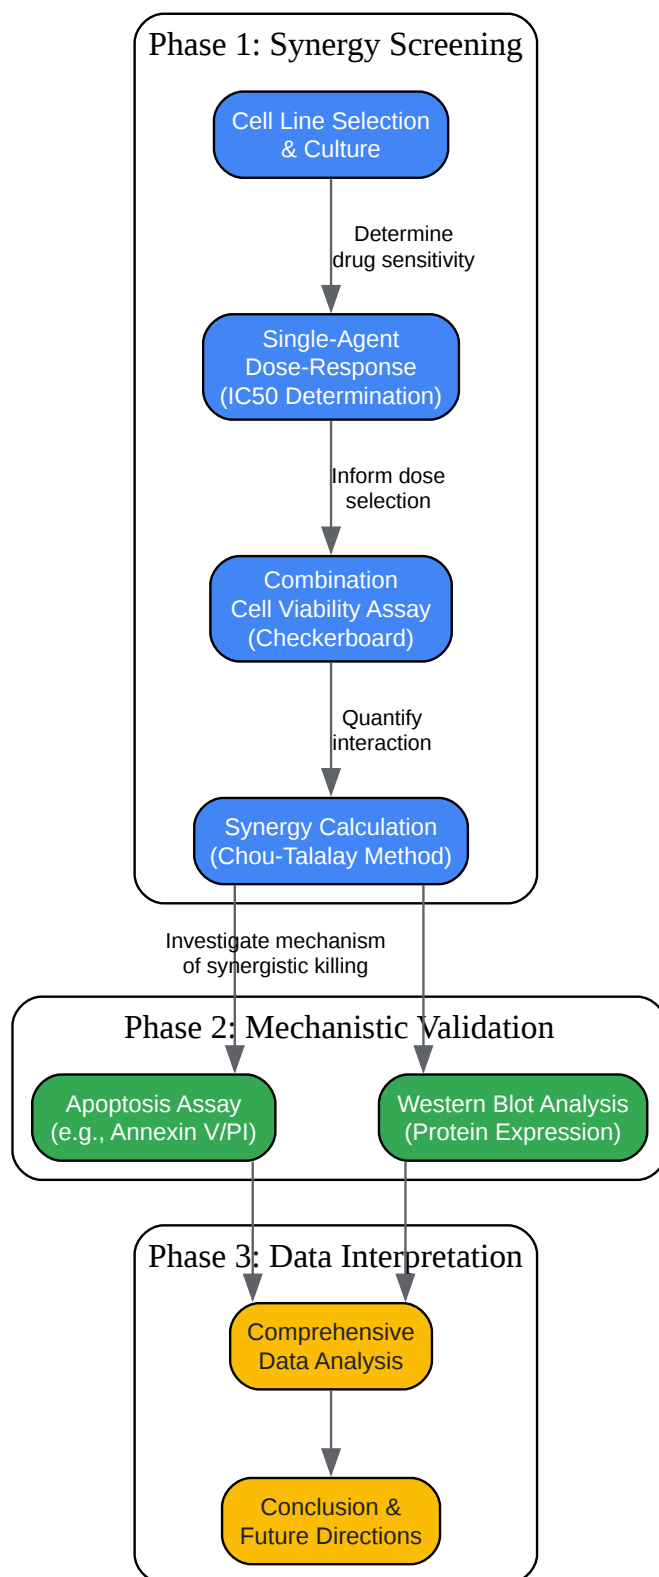 Phase 1: Synergy Screening
Cell Line Selection
& Culture
Determine
drug sensitivity
Single-Agent
Dose-Response
(IC50 Determination)
Inform dose
selection
Combination
Cell Viability Assay
(Checkerboard)
Quantify
interaction
Synergy Calculation
(Chou-Talalay Method)
Investigate mechanism
of synergistic killing
Phase 2: Mechanistic Validation
Apoptosis Assay
(e.g., Annexin V/PI)
Western Blot Analysis
(Protein Expression)
Phase 3: Data Interpretation
Comprehensive
Data Analysis
Conclusion &
Future Directions